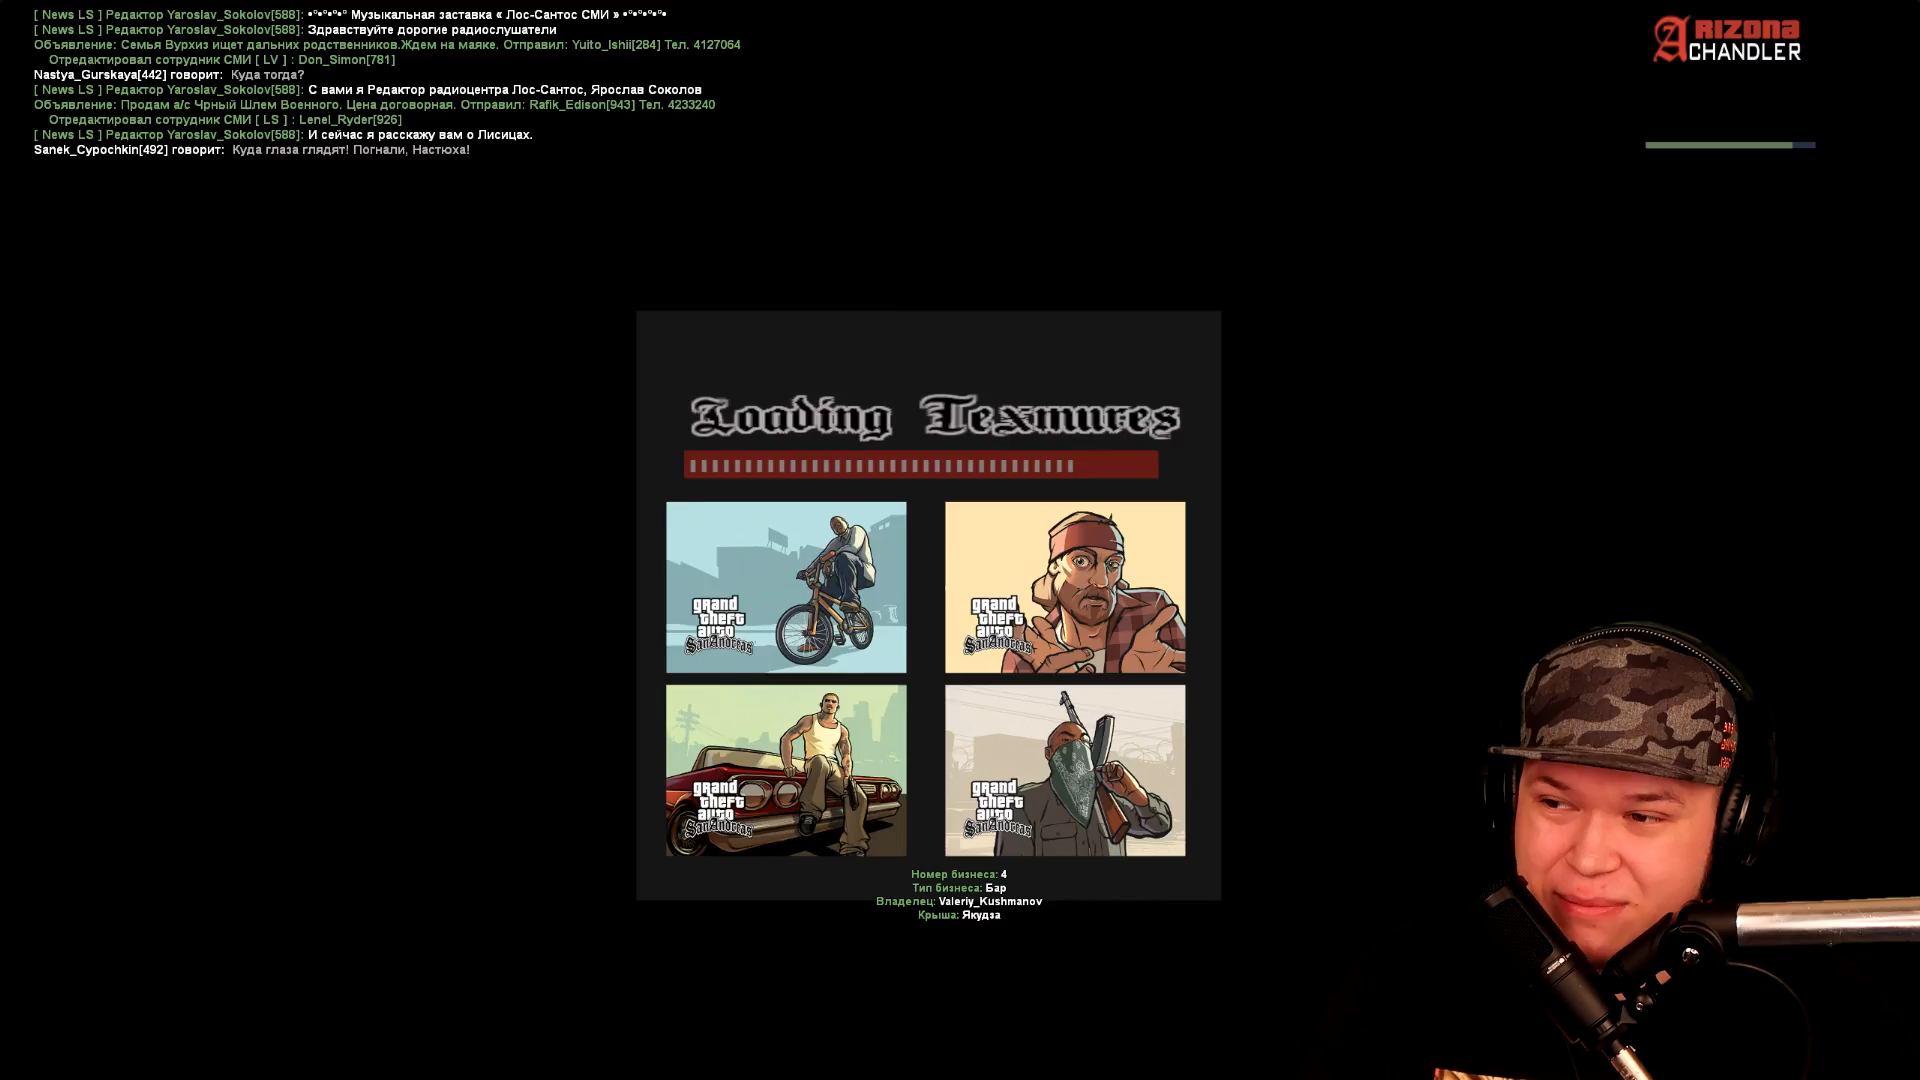 [ News LS ] Редактор Yaroslav_Sokolov[588]: •°•°•°•° Музыкальная заставка « Лос-Сантос СМИ » •°•°•°•°•
[ News LS ] Редактор Yaroslav_Sokolov[588]: Здравствуйте дорогие радиослушатели
Объявление: Семья Вурхиз ищет дальних родственников.Ждем на маяке. Отправил: Yuito_Ishii[284] Тел. 4127064
Отредактировал сотрудник СМИ [ LV ] : Don_Simon[781]
Nastya_Gurskaya[442] говорит: Куда тогда?
[ News LS ] Редактор Yaroslav_Sokolov[588]: С вами я Редактор радиоцентра Лос-Сантос, Ярослав Соколов
Объявление: Продам а/с Чрный Шлем Военного. Цена договорная. Отправил: Rafik_Edison[943] Тел. 4233240
Отредактировал сотрудник СМИ [ LS ] : Lenel_Ryder[926]
[ News LS ] Редактор Yaroslav_Sokolov[588]: И сейчас я расскажу вам о Лисицах.
Sanek_Cypochkin[492] говорит: Куда глаза глядят! Погнали, Настюха!
ARIZONA
CHANDLER
Loading Texmures
grand
theft
auto
San Andreas
grand
theft
auto
San Andreas
grand
theft
auto
San Andreas
grand
theft
auto
San Andreas
Номер бизнеса: 4
Тип бизнеса: Бар
Владелец: Valeriy_Kushmanov
Крыша: Якудза